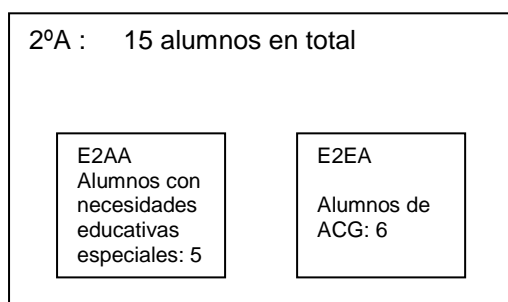 2ºA :    15 alumnos en total
E2AA
Alumnos con
necesidades
educativas
especiales: 5
E2EA
Alumnos de
ACG: 6